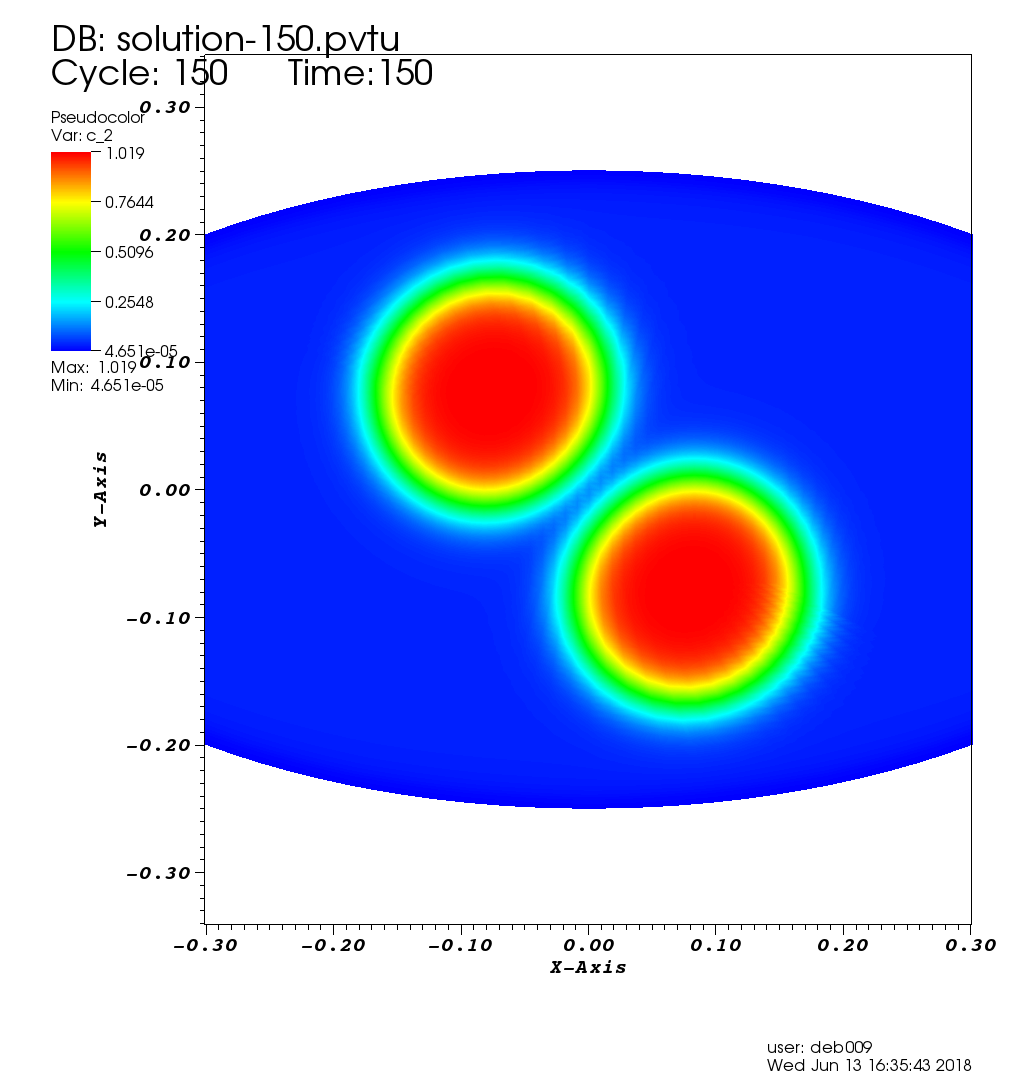 DB: solution-150.pvtu
Cycle: 150 Time:150
Pseudocolor
Var: c_2
1.019
0.7644
0.5096
0.2548
4.651e-05
Max: 1.019
Min: 4.651e-05
0.30
0.20
0.10
0.00
-0.10
-0.20
-0.30
Y-Axis
-0.30 -0.20 -0.10 0.00 0.10 0.20 0.30
X-Axis
user: deb009
Wed Jun 13 16:35:43 2018